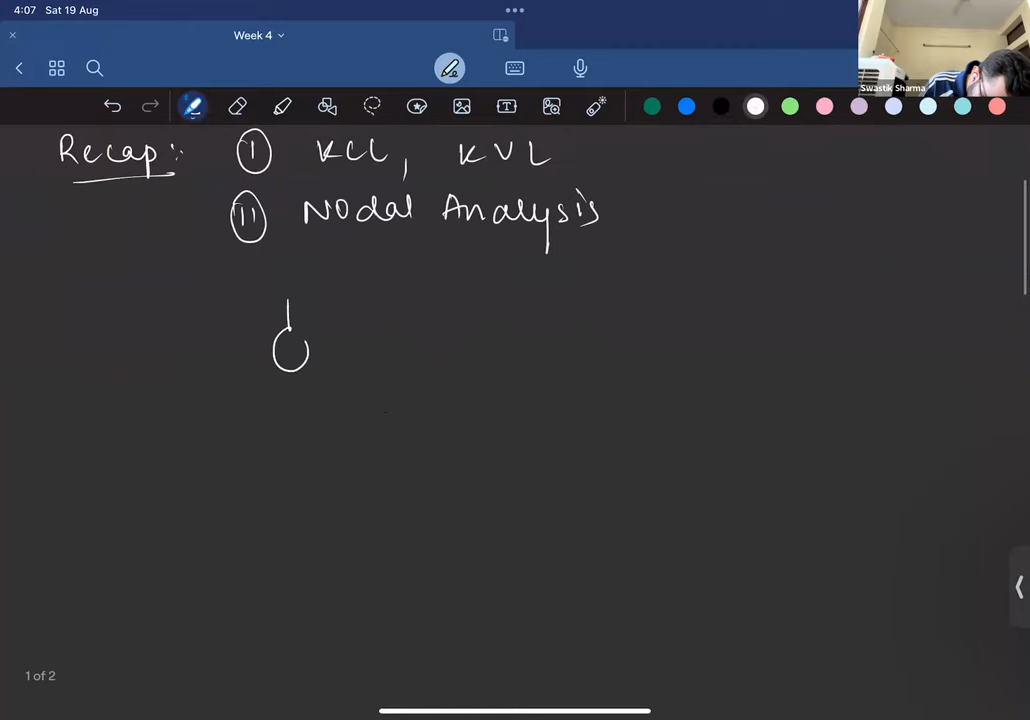 4:07 Sat 19 Aug
Week 4
Swastik Sharma
Recap: I KCL, KVL
II Nodal Analysis
1 of 2